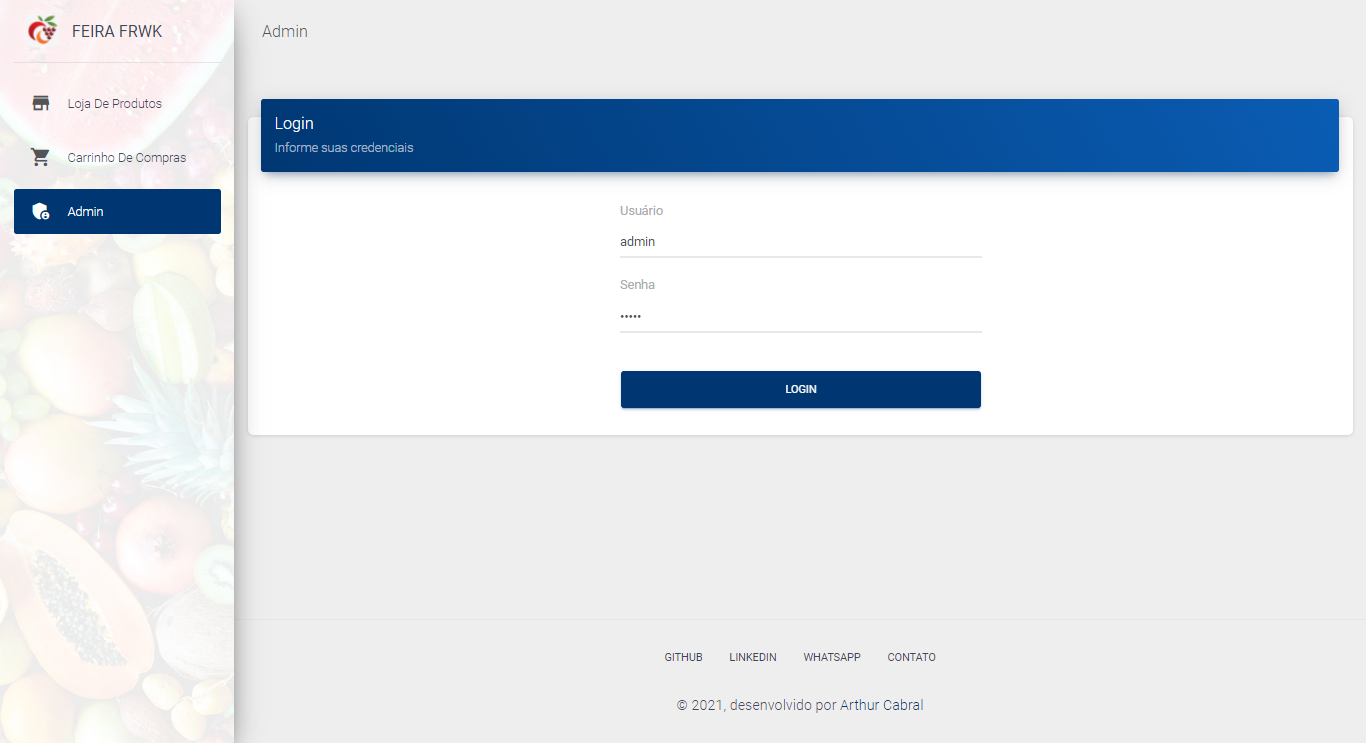 FEIRA FRWK
Loja De Produtos
Carrinho De Compras
Admin
Admin
Login
Informe suas credenciais
Usuário
admin
Senha
•••••
LOGIN
GITHUB LINKEDIN WHATSAPP CONTATO
© 2021, desenvolvido por Arthur Cabral